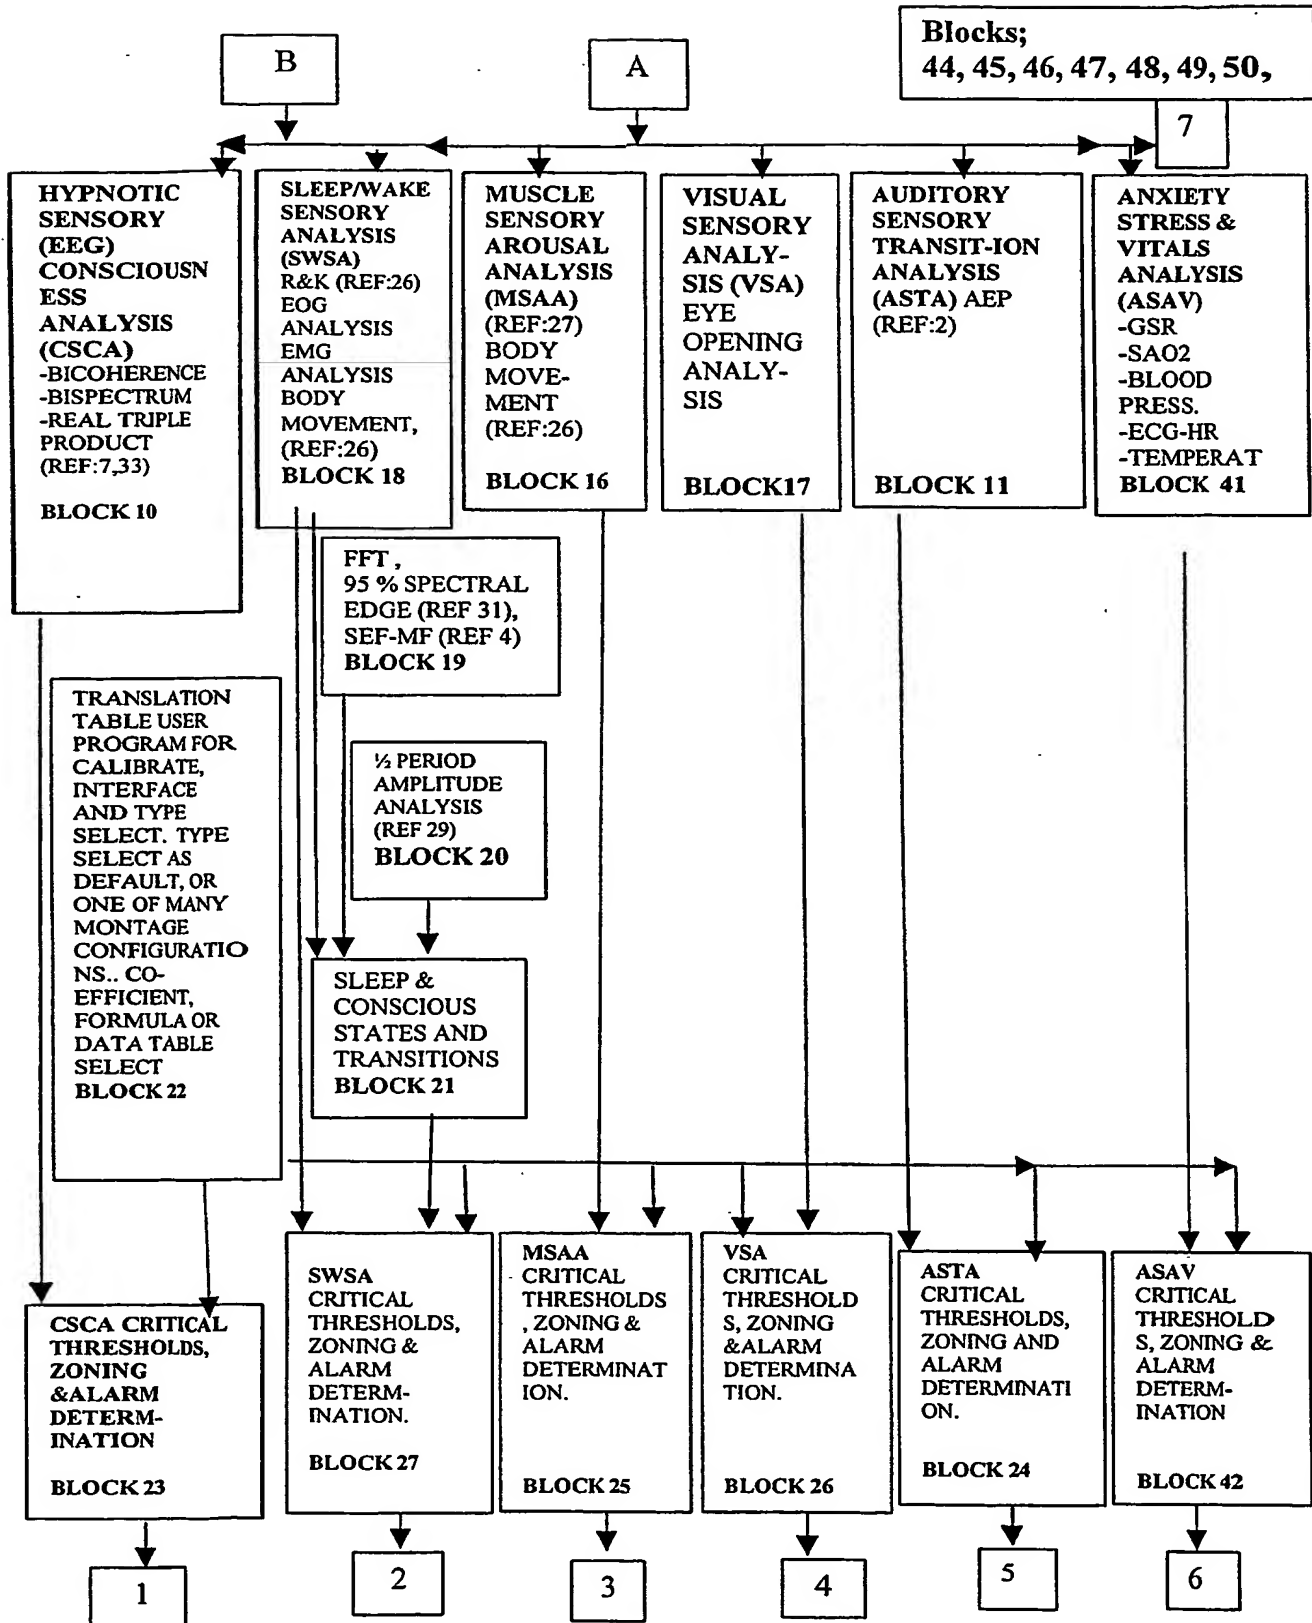 B
A
Blocks;
44, 45, 46, 47, 48, 49, 50,
7
HYPNOTIC
SENSORY
(EEG)
CONSCIOUSN
ESS
ANALYSIS
(CSCA)
-BICOHERENCE
-BISPECTRUM
-REAL TRIPLE
PRODUCT
(REF:7,33)
BLOCK 10
SLEEP/WAKE
SENSORY
ANALYSIS
(SWSA)
R&K (REF:26)
EOG
ANALYSIS
EMG
ANALYSIS
BODY
MOVEMENT,
(REF:26)
BLOCK 18
MUSCLE
SENSORY
AROUSAL
ANALYSIS
(MSAA)
(REF:27)
BODY
MOVE-
MENT
(REF:26)
BLOCK 16
VISUAL
SENSORY
ANALY-
SIS (VSA)
EYE
OPENING
ANALY-
SIS
BLOCK17
AUDITORY
SENSORY
TRANSIT-ION
ANALYSIS
(ASTA) AEP
(REF:2)
BLOCK 11
ANXIETY
STRESS &
VITALS
ANALYSIS
(ASAV)
-GSR
-SAO2
-BLOOD
PRESS.
-ECG-HR
-TEMPERAT
BLOCK 41
FFT ,
95 % SPECTRAL
EDGE (REF 31),
SEF-MF (REF 4)
BLOCK 19
TRANSLATION
TABLE USER
PROGRAM FOR
CALIBRATE,
INTERFACE
AND TYPE
SELECT. TYPE
SELECT AS
DEFAULT, OR
ONE OF MANY
MONTAGE
CONFIGURATIO
NS.. CO-
EFFICIENT,
FORMULA OR
DATA TABLE
SELECT
BLOCK 22
½ PERIOD
AMPLITUDE
ANALYSIS
(REF 29)
BLOCK 20
SLEEP &
CONSCIOUS
STATES AND
TRANSITIONS
BLOCK 21
CSCA CRITICAL
THRESHOLDS,
ZONING
&ALARM
DETERM-
INATION
BLOCK 23
SWSA
CRITICAL
THRESHOLDS,
ZONING &
ALARM
DETERM-
INATION.
BLOCK 27
MSAA
CRITICAL
THRESHOLDS
, ZONING &
ALARM
DETERMINAT
ION.
BLOCK 25
VSA
CRITICAL
THRESHOLD
S, ZONING
&ALARM
DETERMINA
TION.
BLOCK 26
ASTA
CRITICAL
THRESHOLDS,
ZONING AND
ALARM
DETERMINATI
ON.
BLOCK 24
ASAV
CRITICAL
THRESHOLD
S, ZONING &
ALARM
DETERM-
INATION
BLOCK 42
1
2
3
4
5
6